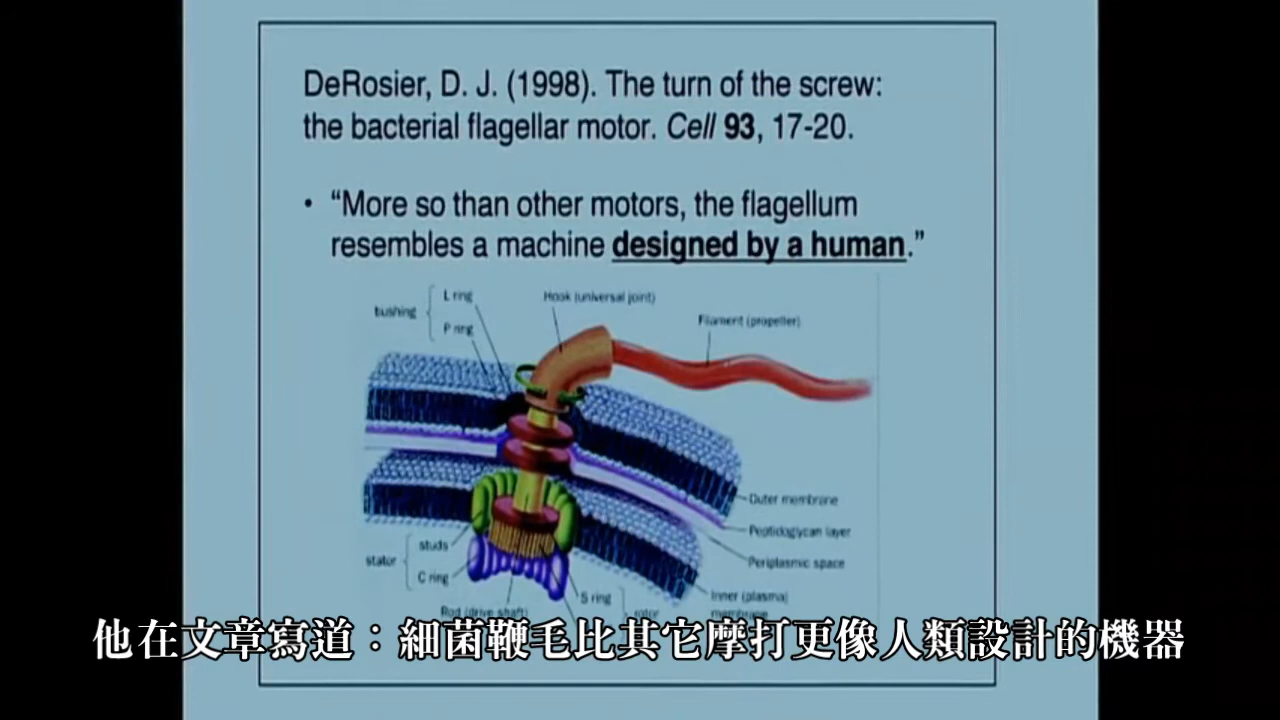 DeRosier, D. J. (1998). The turn of the screw:
the bacterial flagellar motor. Cell 93, 17-20.
• “More so than other motors, the flagellum
resembles a machine designed by a human.”
L ring
Hook (universal joint)
bushing
Filament (propeller)
P ring
Outer membrane
Peptidoglycan layer
studs
stator
Periplasmic space
C ring
S ring
Inner (plasma)
membrane
Rod (drive shaft)
rotor
他在文章寫道：細菌鞭毛比其它摩打更像人類設計的機器